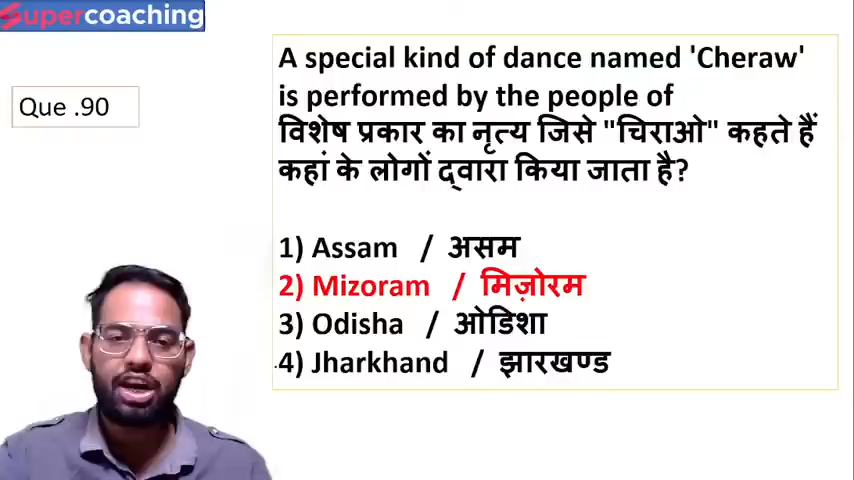 Supercoaching
Que .90
A special kind of dance named 'Cheraw'
is performed by the people of
विशेष प्रकार का नृत्य जिसे "चिराओ" कहते हैं
कहां के लोगों द्वारा किया जाता है?
1) Assam / असम
2) Mizoram / मिज़ोरम
3) Odisha / ओडिशा
4) Jharkhand / झारखण्ड